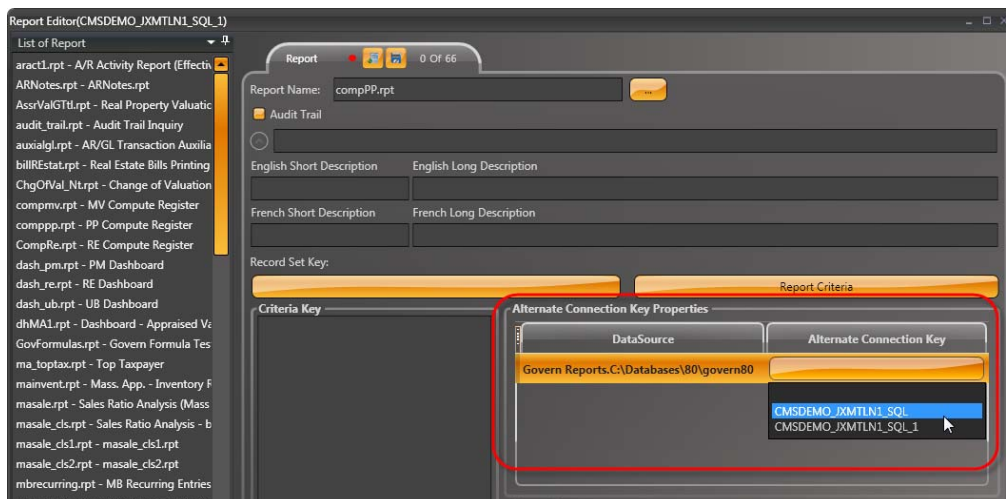 Report Editor(CMSDEMO_JXMTLN1_SQL_1)
List of Report
aract1.rpt - A/R Activity Report (Effectiv
ARNotes.rpt - ARNotes.rpt
AssrValGTtl.rpt - Real Property Valuatic
audit_trail.rpt - Audit Trail Inquiry
auxialgl.rpt - AR/GL Transaction Auxilia
billREstat.rpt - Real Estate Bills Printing
ChgOfVal_Nt.rpt - Change of Valuation
compmv.rpt - MV Compute Register
comppp.rpt - PP Compute Register
CompRe.rpt - RE Compute Register
dash_pm.rpt - PM Dashboard
dash_re.rpt - RE Dashboard
dash_ub.rpt - UB Dashboard
dhMA1.rpt - Dashboard - Appraised Va
GovFormulas.rpt - Govern Formula Tes
ma_toptax.rpt - Top Taxpayer
mainvent.rpt - Mass. App. - Inventory R
masale.rpt - Sales Ratio Analysis (Mass
masale_cls.rpt - Sales Ratio Analysis - b
masale_cls1.rpt - masale_cls1.rpt
masale_cls2.rpt - masale_cls2.rpt
mbrecurring.rpt - MB Recurring Entries
Report 0 Of 66
Report Name: compPP.rpt ...
Audit Trail
English Short Description English Long Description
French Short Description French Long Description
Record Set Key:
Report Criteria
Criteria Key
Alternate Connection Key Properties
DataSource Alternate Connection Key
Govern Reports.C:\Databases\80\govern80
CMSDEMO_JXMTLN1_SQL
CMSDEMO_JXMTLN1_SQL_1